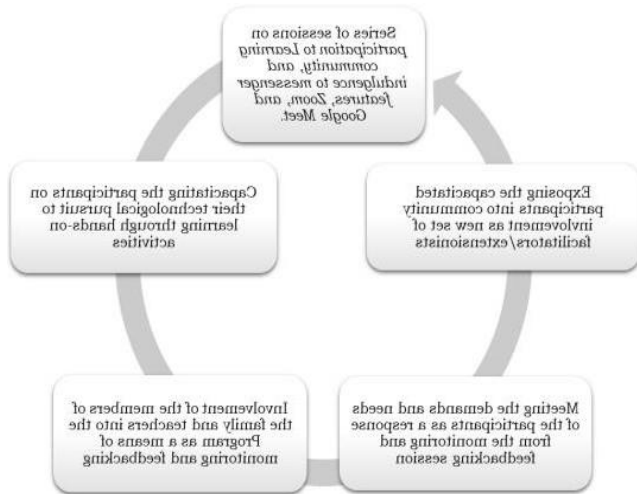 Series of sessions on
participation to Learning
community, and
indulgence to messenger
features, Zoom, and
Google Meet.
Capacitating the participants on
their technological pursuit to
learning through hands-on
activities
Involvement of the members of
the family and teachers into the
Program as a means of
monitoring and feedbacking
Meeting the demands and needs
of the participants as a response
from the monitoring and
feedbacking session
Exposing the capacitated
participants into community
invlovement as new set of
facilitators/extensionists